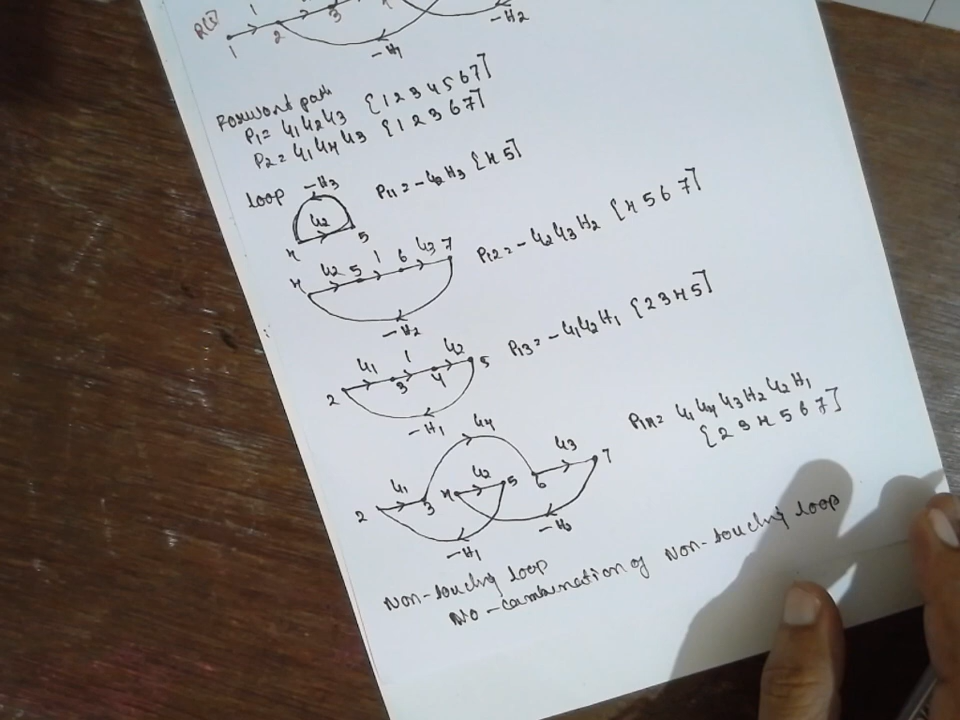 R(s) 1
1 2 3
-H1 -H2
Forward path
P1= G1G2G3 {1 2 3 4 5 6 7}
P2= G1G4G3 {1 2 3 6 7}
loop -H3 P11= -G2H3 {4 5}
G2
4 5
4 G2 5 1 6 G3 7 P12= -G2G3H2 {4 5 6 7}
-H2
G1 1 G2 P13= -G1G2H1 {2 3 4 5}
2 3 4 5
-H1
G4 P14= G1G4G3H2G2H1
{2 3 4 5 6 7}
G1 G2 G3
2 3 4 5 6 7
-H1
Non-touching loop
No-combination of Non-touching loop